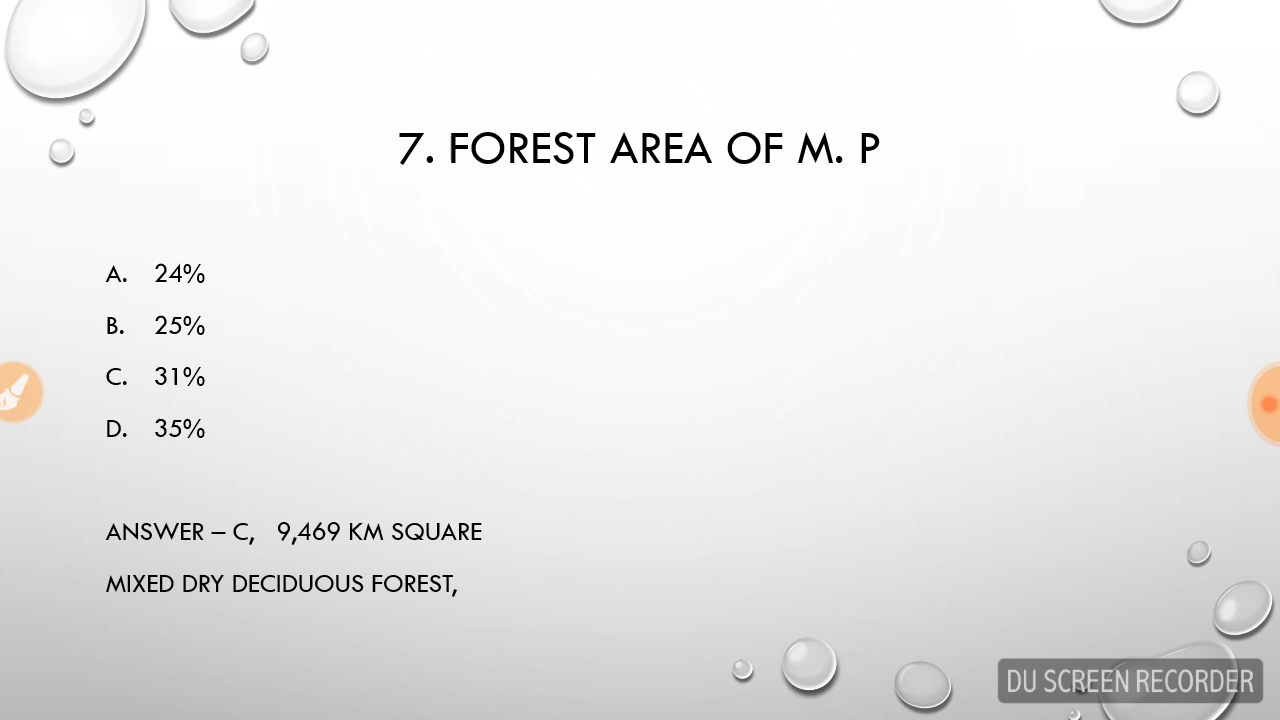 7. FOREST AREA OF M. P
A. 24%
B. 25%
C. 31%
D. 35%
ANSWER – C, 9,469 KM SQUARE
MIXED DRY DECIDUOUS FOREST,
DU SCREEN RECORDER